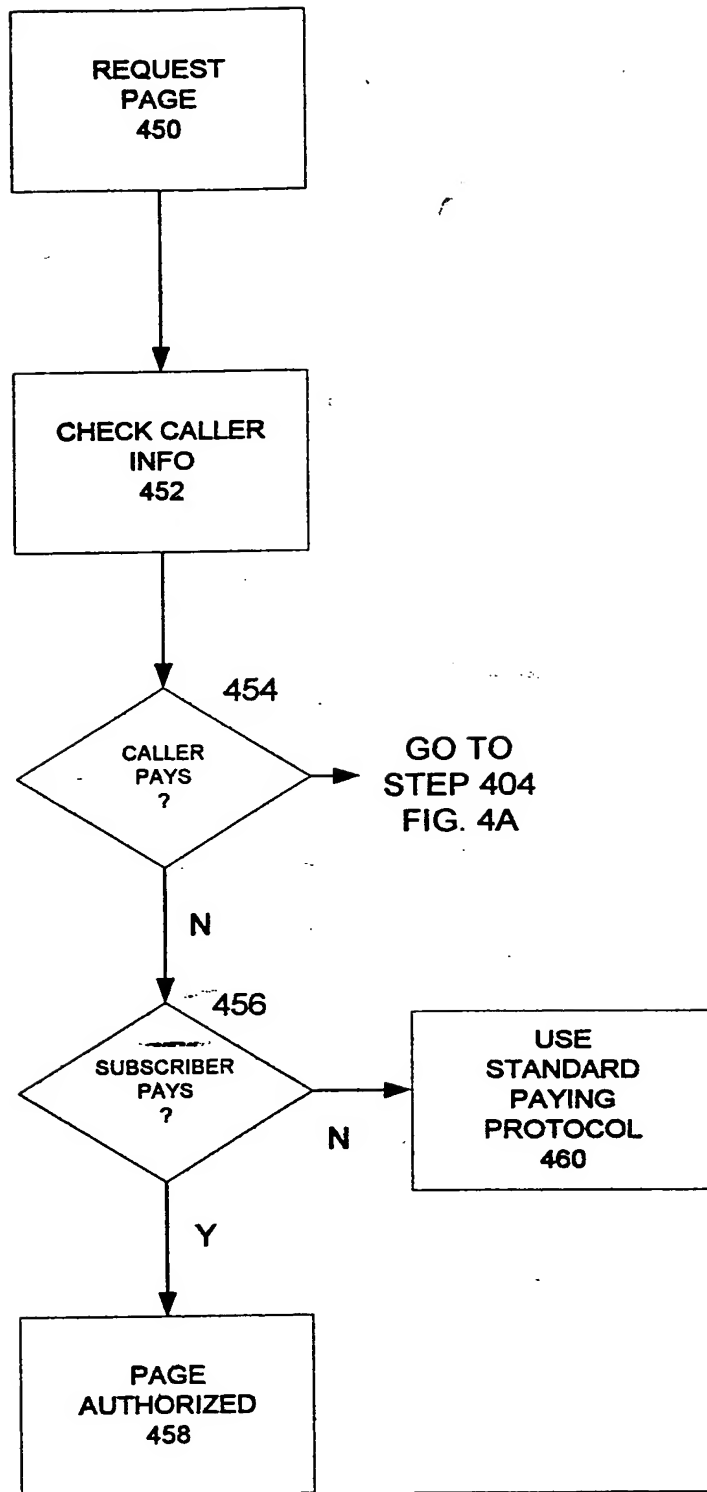 REQUEST
PAGE
450
CHECK CALLER
INFO
452
454
CALLER
PAYS
?
GO TO
STEP 404
FIG. 4A
N
456
SUBSCRIBER
PAYS
?
N
USE
STANDARD
PAYING
PROTOCOL
460
Y
PAGE
AUTHORIZED
458